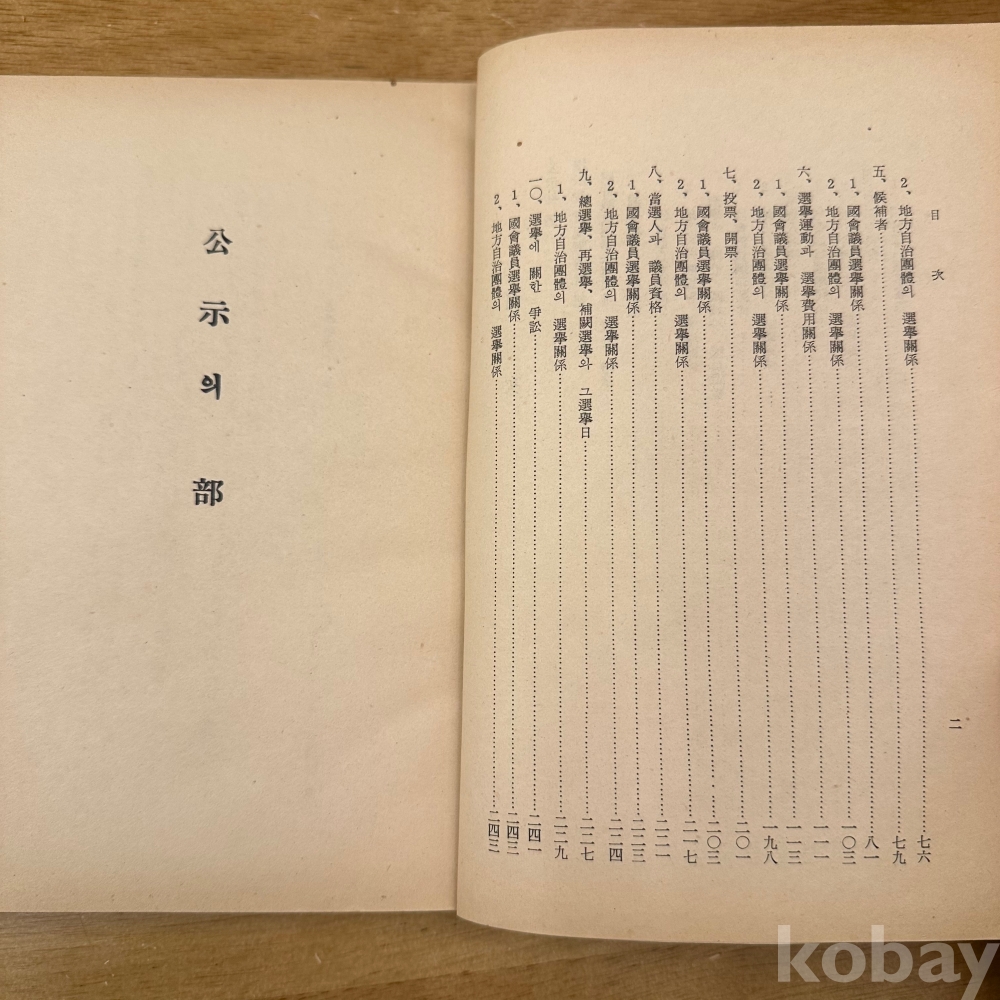 目次
二
2、地方自治團體의 選擧關係……七六
五、候補者……七九
1、國會議員選擧關係……八一
2、地方自治團體의 選擧關係……一〇三
六、選擧運動과 選擧費用關係……一一一
1、國會議員選擧關係……一一三
2、地方自治團體의 選擧關係……一九八
七、投票、開票……二〇一
1、國會議員選擧關係……二〇三
2、地方自治團體의 選擧關係……二一七
八、當選人과 議員資格……二二一
1、國會議員選擧關係……二二三
2、地方自治團體의 選擧關係……二二四
九、總選擧、再選擧、補闕選擧와 그 選擧日……二二七
1、地方自治團體의 選擧關係……二二九
一〇、選擧에 關한 爭訟……二四一
1、國會議員選擧關係……二四三
2、地方自治團體의 選擧關係……二四三
公示의部
kobay